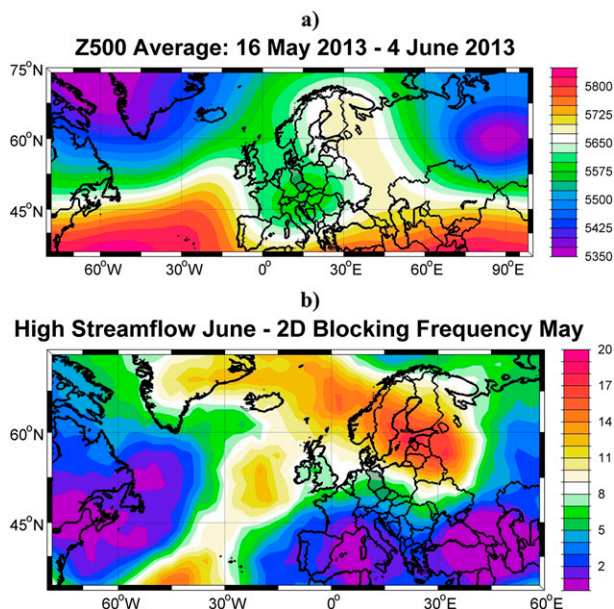 a)
Z500 Average: 16 May 2013 - 4 June 2013
75°N
60°N
45°N
60°W
30°W
0°
30°E
60°E
90°E
5800
5725
5650
5575
5500
5425
5350
b)
High Streamflow June - 2D Blocking Frequency May
60°N
45°N
60°W
30°W
0°
30°E
60°E
20
17
14
11
8
5
2